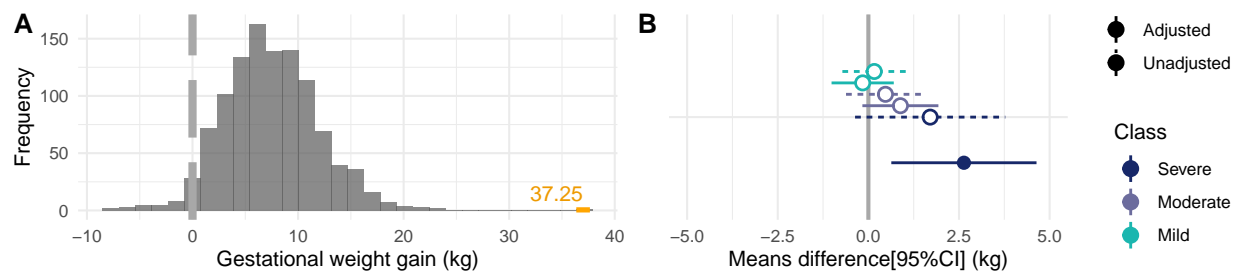 A
Frequency
150
100
50
0
37.25
−10
0
10
20
30
40
Gestational weight gain (kg)
B
−5.0
−2.5
0.0
2.5
5.0
Means difference[95%CI] (kg)
Adjusted
Unadjusted
Class
Severe
Moderate
Mild